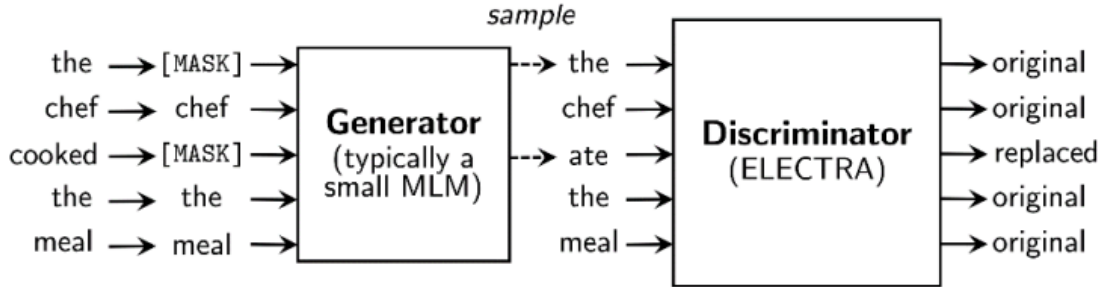 sample
the [MASK] the original
chef chef chef original
Generator
Discriminator
cooked [MASK] (typically a ate (ELECTRA) replaced
small MLM)
the the the original
meal meal meal original